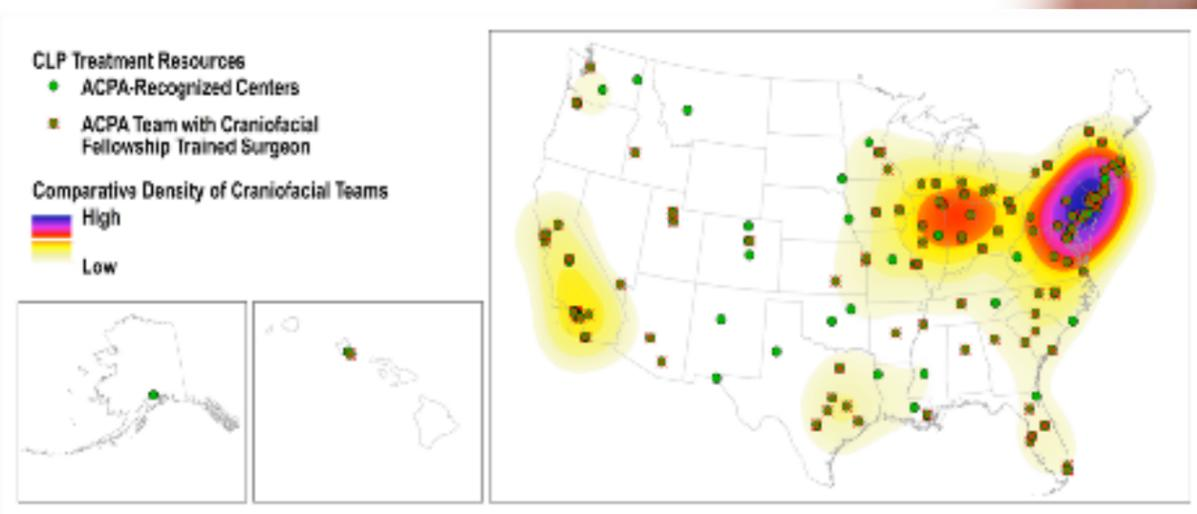 CLP Treatment Resources
ACPA-Recognized Centers
ACPA Team with Craniofacial
Fellowship Trained Surgeon
Comparative Density of Craniofacial Teams
High
Low